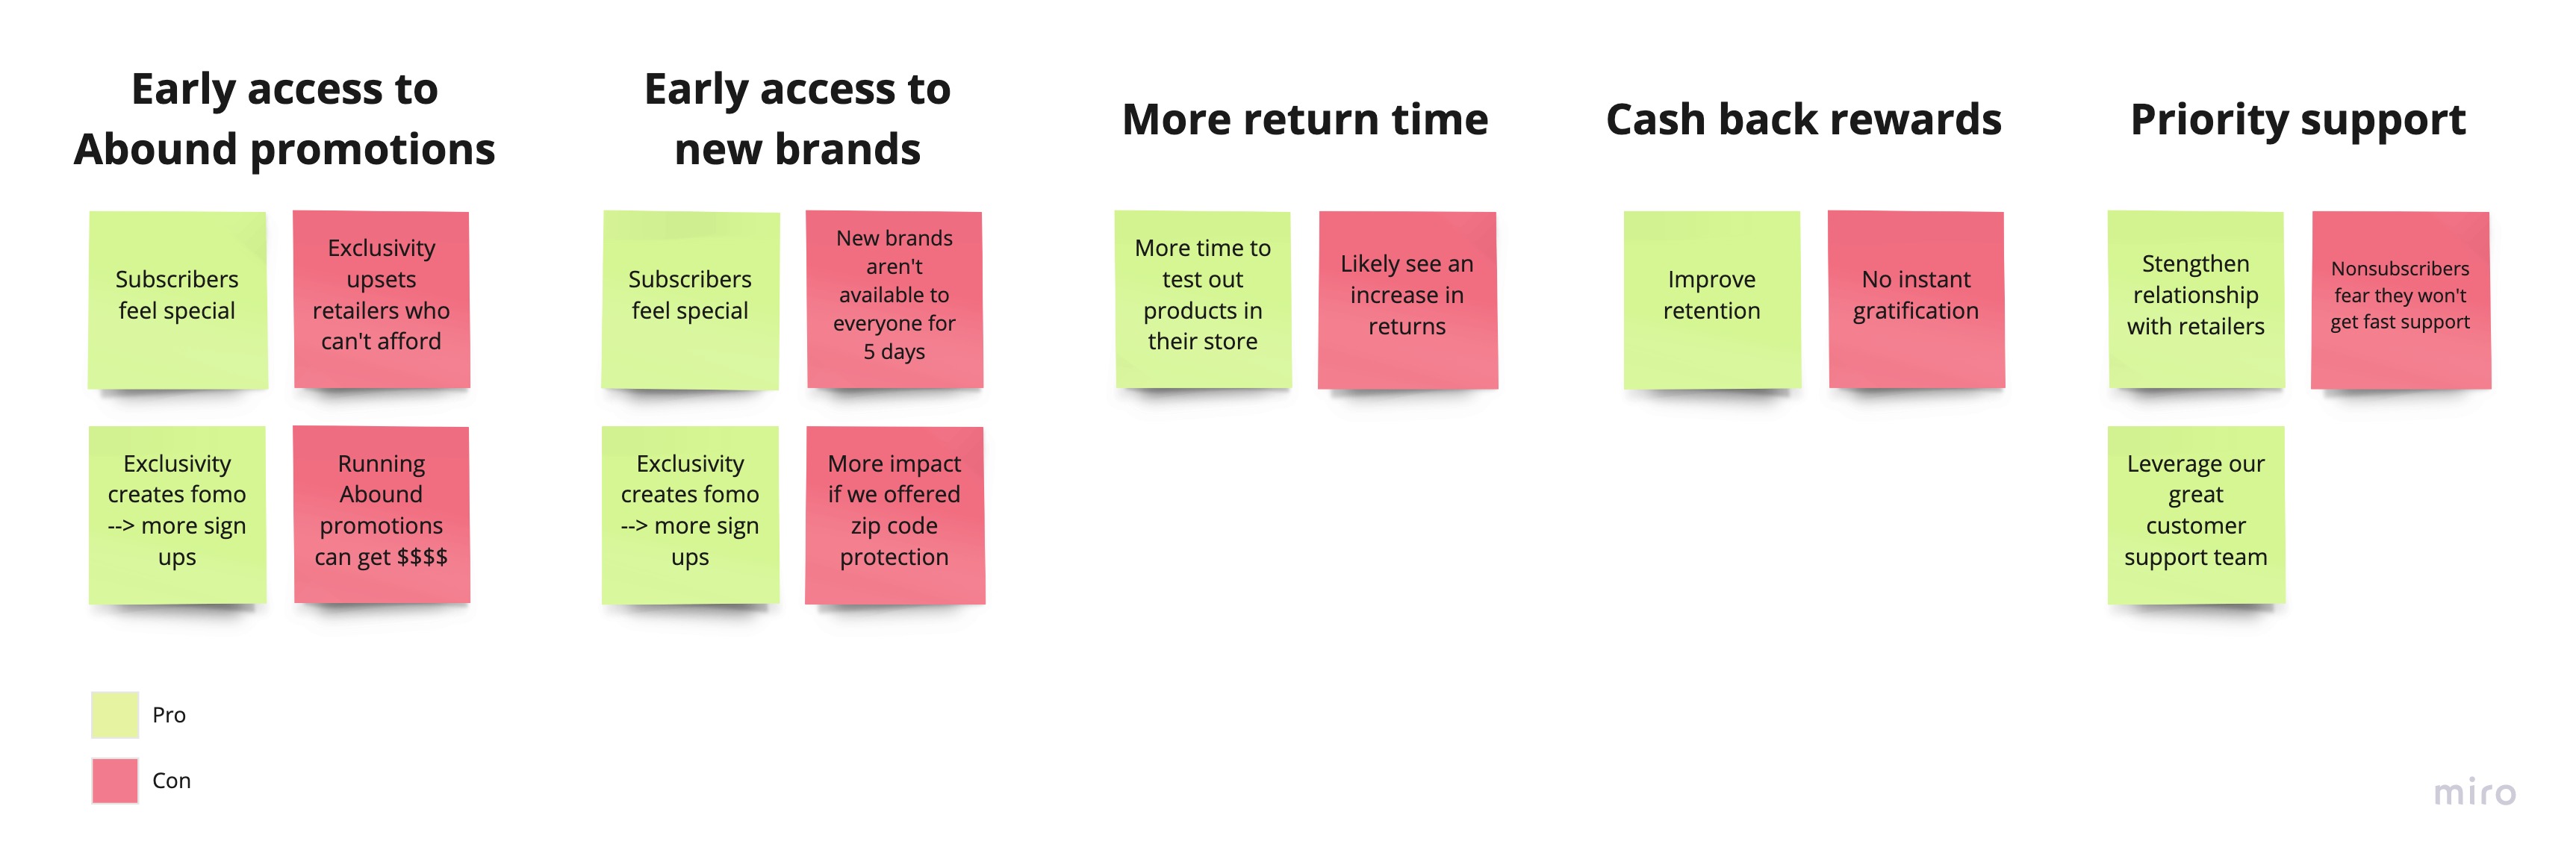 Early access to
Abound promotions
Subscribers
feel special
Exclusivity
upsets
retailers who
can't afford
Exclusivity
creates fomo
--> more sign
ups
Running
Abound
promotions
can get $$$$
Early access to
new brands
Subscribers
feel special
New brands
aren't
available to
everyone for
5 days
Exclusivity
creates fomo
--> more sign
ups
More impact
if we offered
zip code
protection
More return time
More time to
test out
products in
their store
Likely see an
increase in
returns
Cash back rewards
Improve
retention
No instant
gratification
Priority support
Stengthen
relationship
with retailers
Nonsubscribers
fear they won't
get fast support
Leverage our
great
customer
support team
Pro
Con
miro